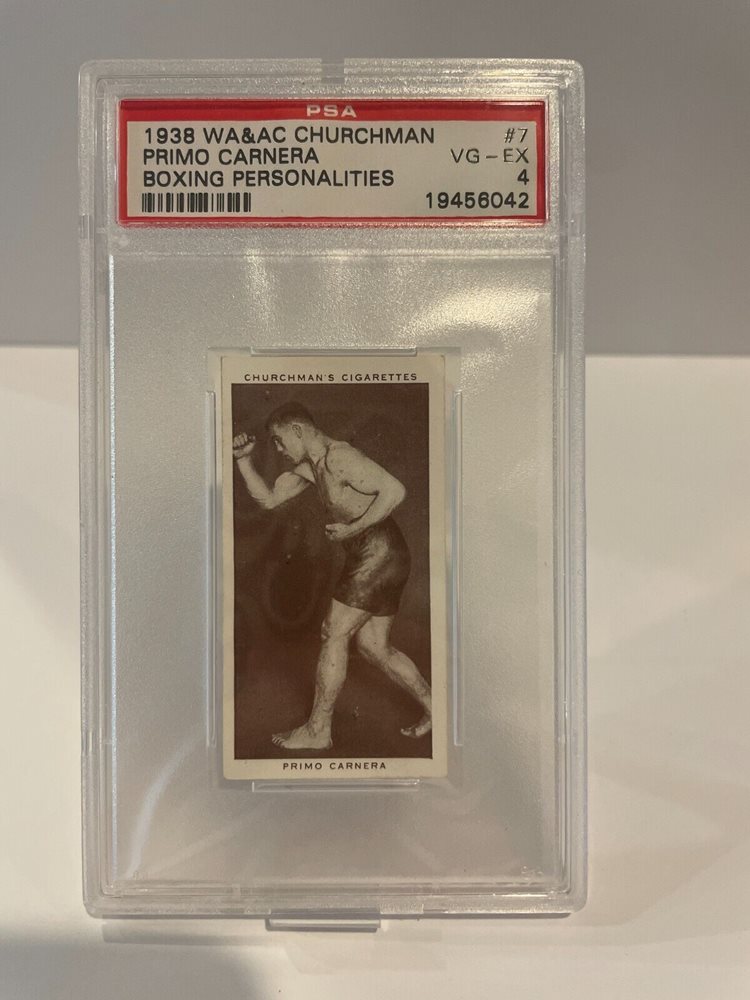 PSA
1938 WA&AC CHURCHMAN #7
PRIMO CARNERA VG-EX
BOXING PERSONALITIES 4
19456042
CHURCHMAN'S CIGARETTES
PRIMO CARNERA